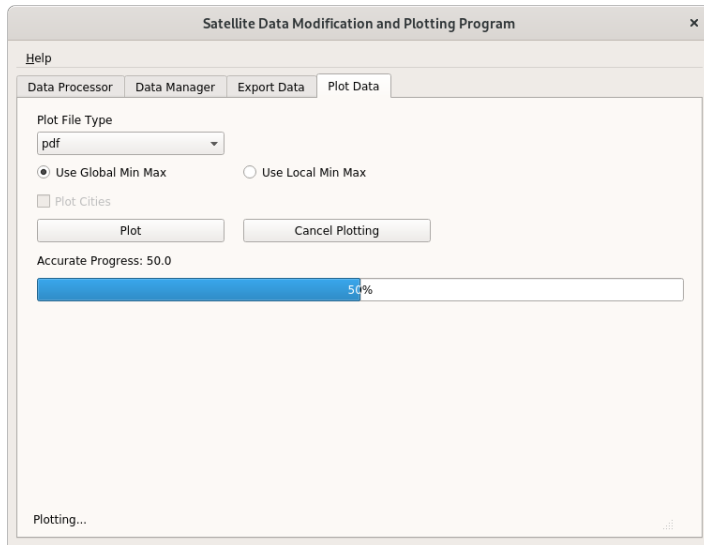 Satellite Data Modification and Plotting Program ×
Help
Data Processor Data Manager Export Data Plot Data
Plot File Type
pdf
Use Global Min Max Use Local Min Max
Plot Cities
Plot Cancel Plotting
Accurate Progress: 50.0
50%
Plotting...